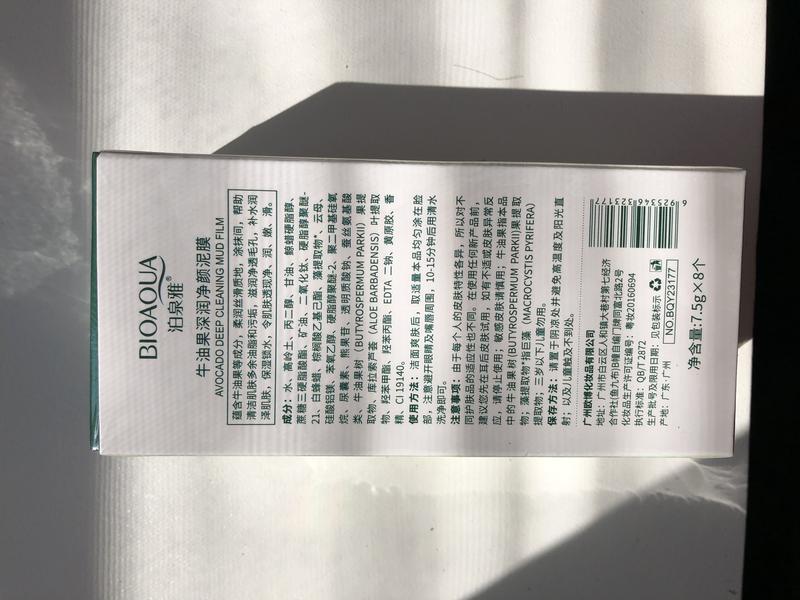 BIOAQUA
泊泉雅®
牛油果深润净颜泥膜
AVOCADO DEEP CLEANING MUD FILM
蕴含牛油果等成分，柔润丝滑质地，涂抹间，帮助
清洁肌肤多余油脂和污垢，滋润净透毛孔，补水润
泽肌肤，保湿锁水，令肌肤透现净、润、嫩、滑。
成分：水、高岭土、丙二醇、甘油、鲸蜡硬脂醇、
蔗糖三硬脂酸酯、矿油、二氧化钛、硬脂醇聚醚-
21、白蜂蜡、棕榈酸乙基己酯、藻提取物*、云母、
硅酸铝镁、苯氧乙醇、硬脂醇聚醚-2、聚二甲基硅氧
烷、尿囊素、熊果苷、透明质酸钠、蚕丝氨基酸
类、牛油果树（BUTYROSPERMUM PARKII）果提
取物、库拉索芦荟（ALOE BARBADENSIS）叶提取
物、羟苯甲酯、羟苯丙酯、EDTA 二钠、黄原胶、香
精、CI 19140。
使用方法：洁面爽肤后，取适量本品均匀涂在脸
部，注意避开眼睛及嘴唇周围，10-15分钟后用清水
洗净即可。
注意事项：由于每个人的皮肤特性各异，所以对不
同护肤品的适应性也不同。在使用任何新产品前，
建议您先在耳后皮肤试用，如有不适或皮肤异常反
应，请停止使用；敏感皮肤请慎用；牛油果指本品
中的牛油果树(BUTYROSPERMUM PARKII)果提取
物；藻提取物*指巨藻（MACROCYSTIS PYRIFERA)
提取物；三岁以下儿童勿用。
保存方法：请置于阴凉处并避免高温度及阳光直
射；以及儿童触及不到处。
广州欧博化妆品有限公司
地址：广州市白云区人和镇大巷村第七经济
合作社(鱼九布)B幢自编门牌同富北路2号
化妆品生产许可证编号：粤妆20160694
执行标准：QB/T 2872
生产批号及限用日期：见包装标示
产地：广东.广州
6925346323177
NO.BQY23177
净含量:7.5g×8个